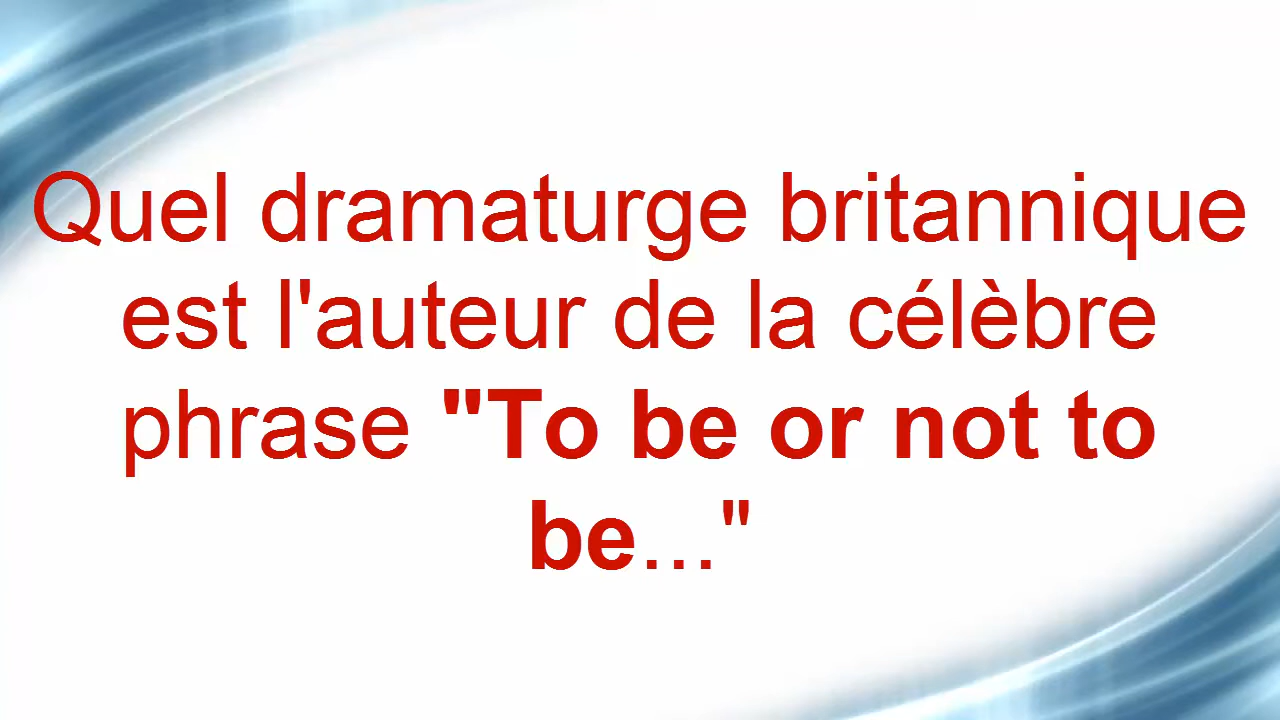 Quel dramaturge britannique
est l'auteur de la célèbre
phrase "To be or not to
be..."